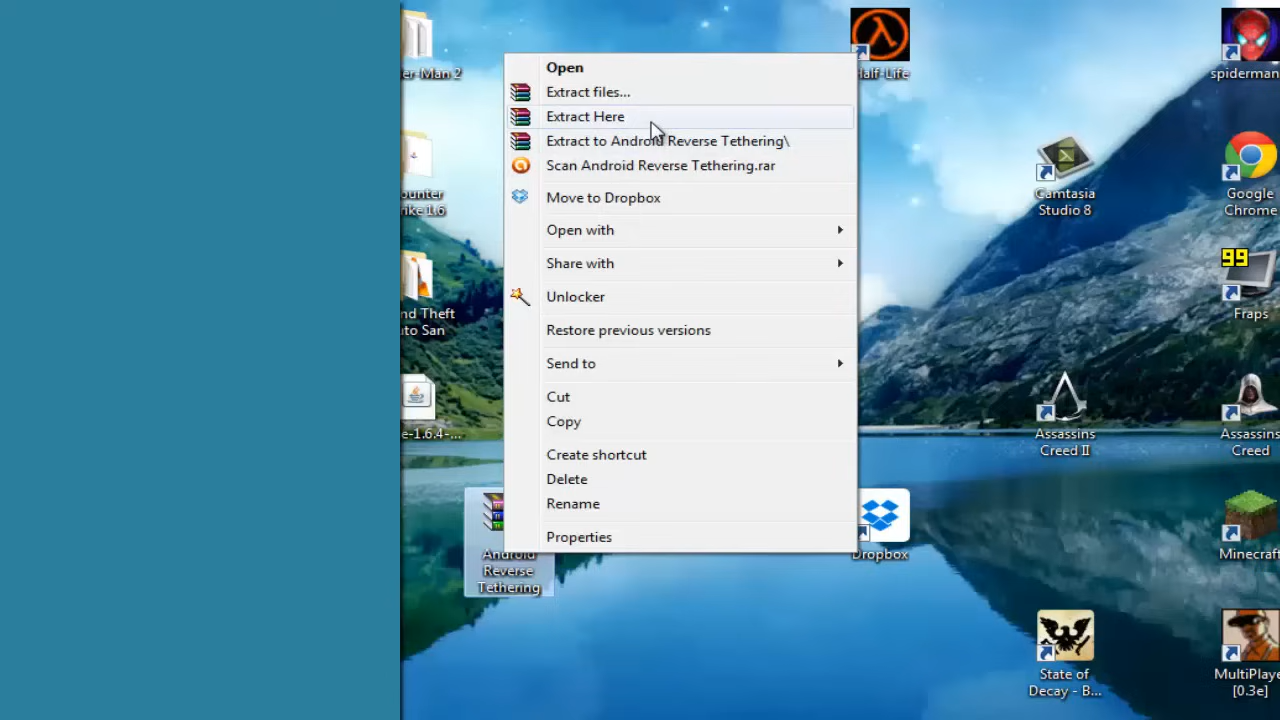 er-Man 2
ounter
rike1.6
nd Theft
uto San
e-1.6.4-...
Open
Extract files...
Extract Here
Extract to Android Reverse Tethering\
Scan Android Reverse Tethering.rar
Move to Dropbox
Open with
Share with
Unlocker
Restore previous versions
Send to
Cut
Copy
Create shortcut
Delete
Rename
Properties
Android
Reverse
Tethering
Half-Life
Dropbox
Camtasia
Studio 8
Assassins
Creed II
State of
Decay - B...
spiderman
Google
Chrome
99
Fraps
Assassins
Creed
Minecraft
MultiPlaye
[0.3e]